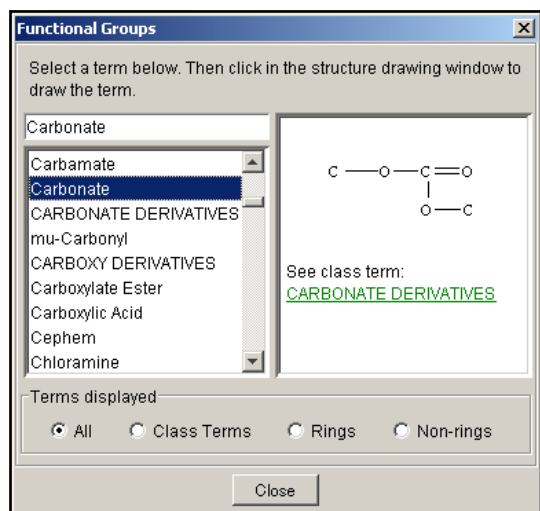 Functional Groups
Select a term below. Then click in the structure drawing window to
draw the term.
Carbonate
Carbamate
Carbonate
CARBONATE DERIVATIVES
mu-Carbonyl
CARBOXY DERIVATIVES
Carboxylate Ester
Carboxylic Acid
Cephem
Chloramine
C O C O
O C
See class term:
CARBONATE DERIVATIVES
Terms displayed
All Class Terms Rings Non-rings
Close